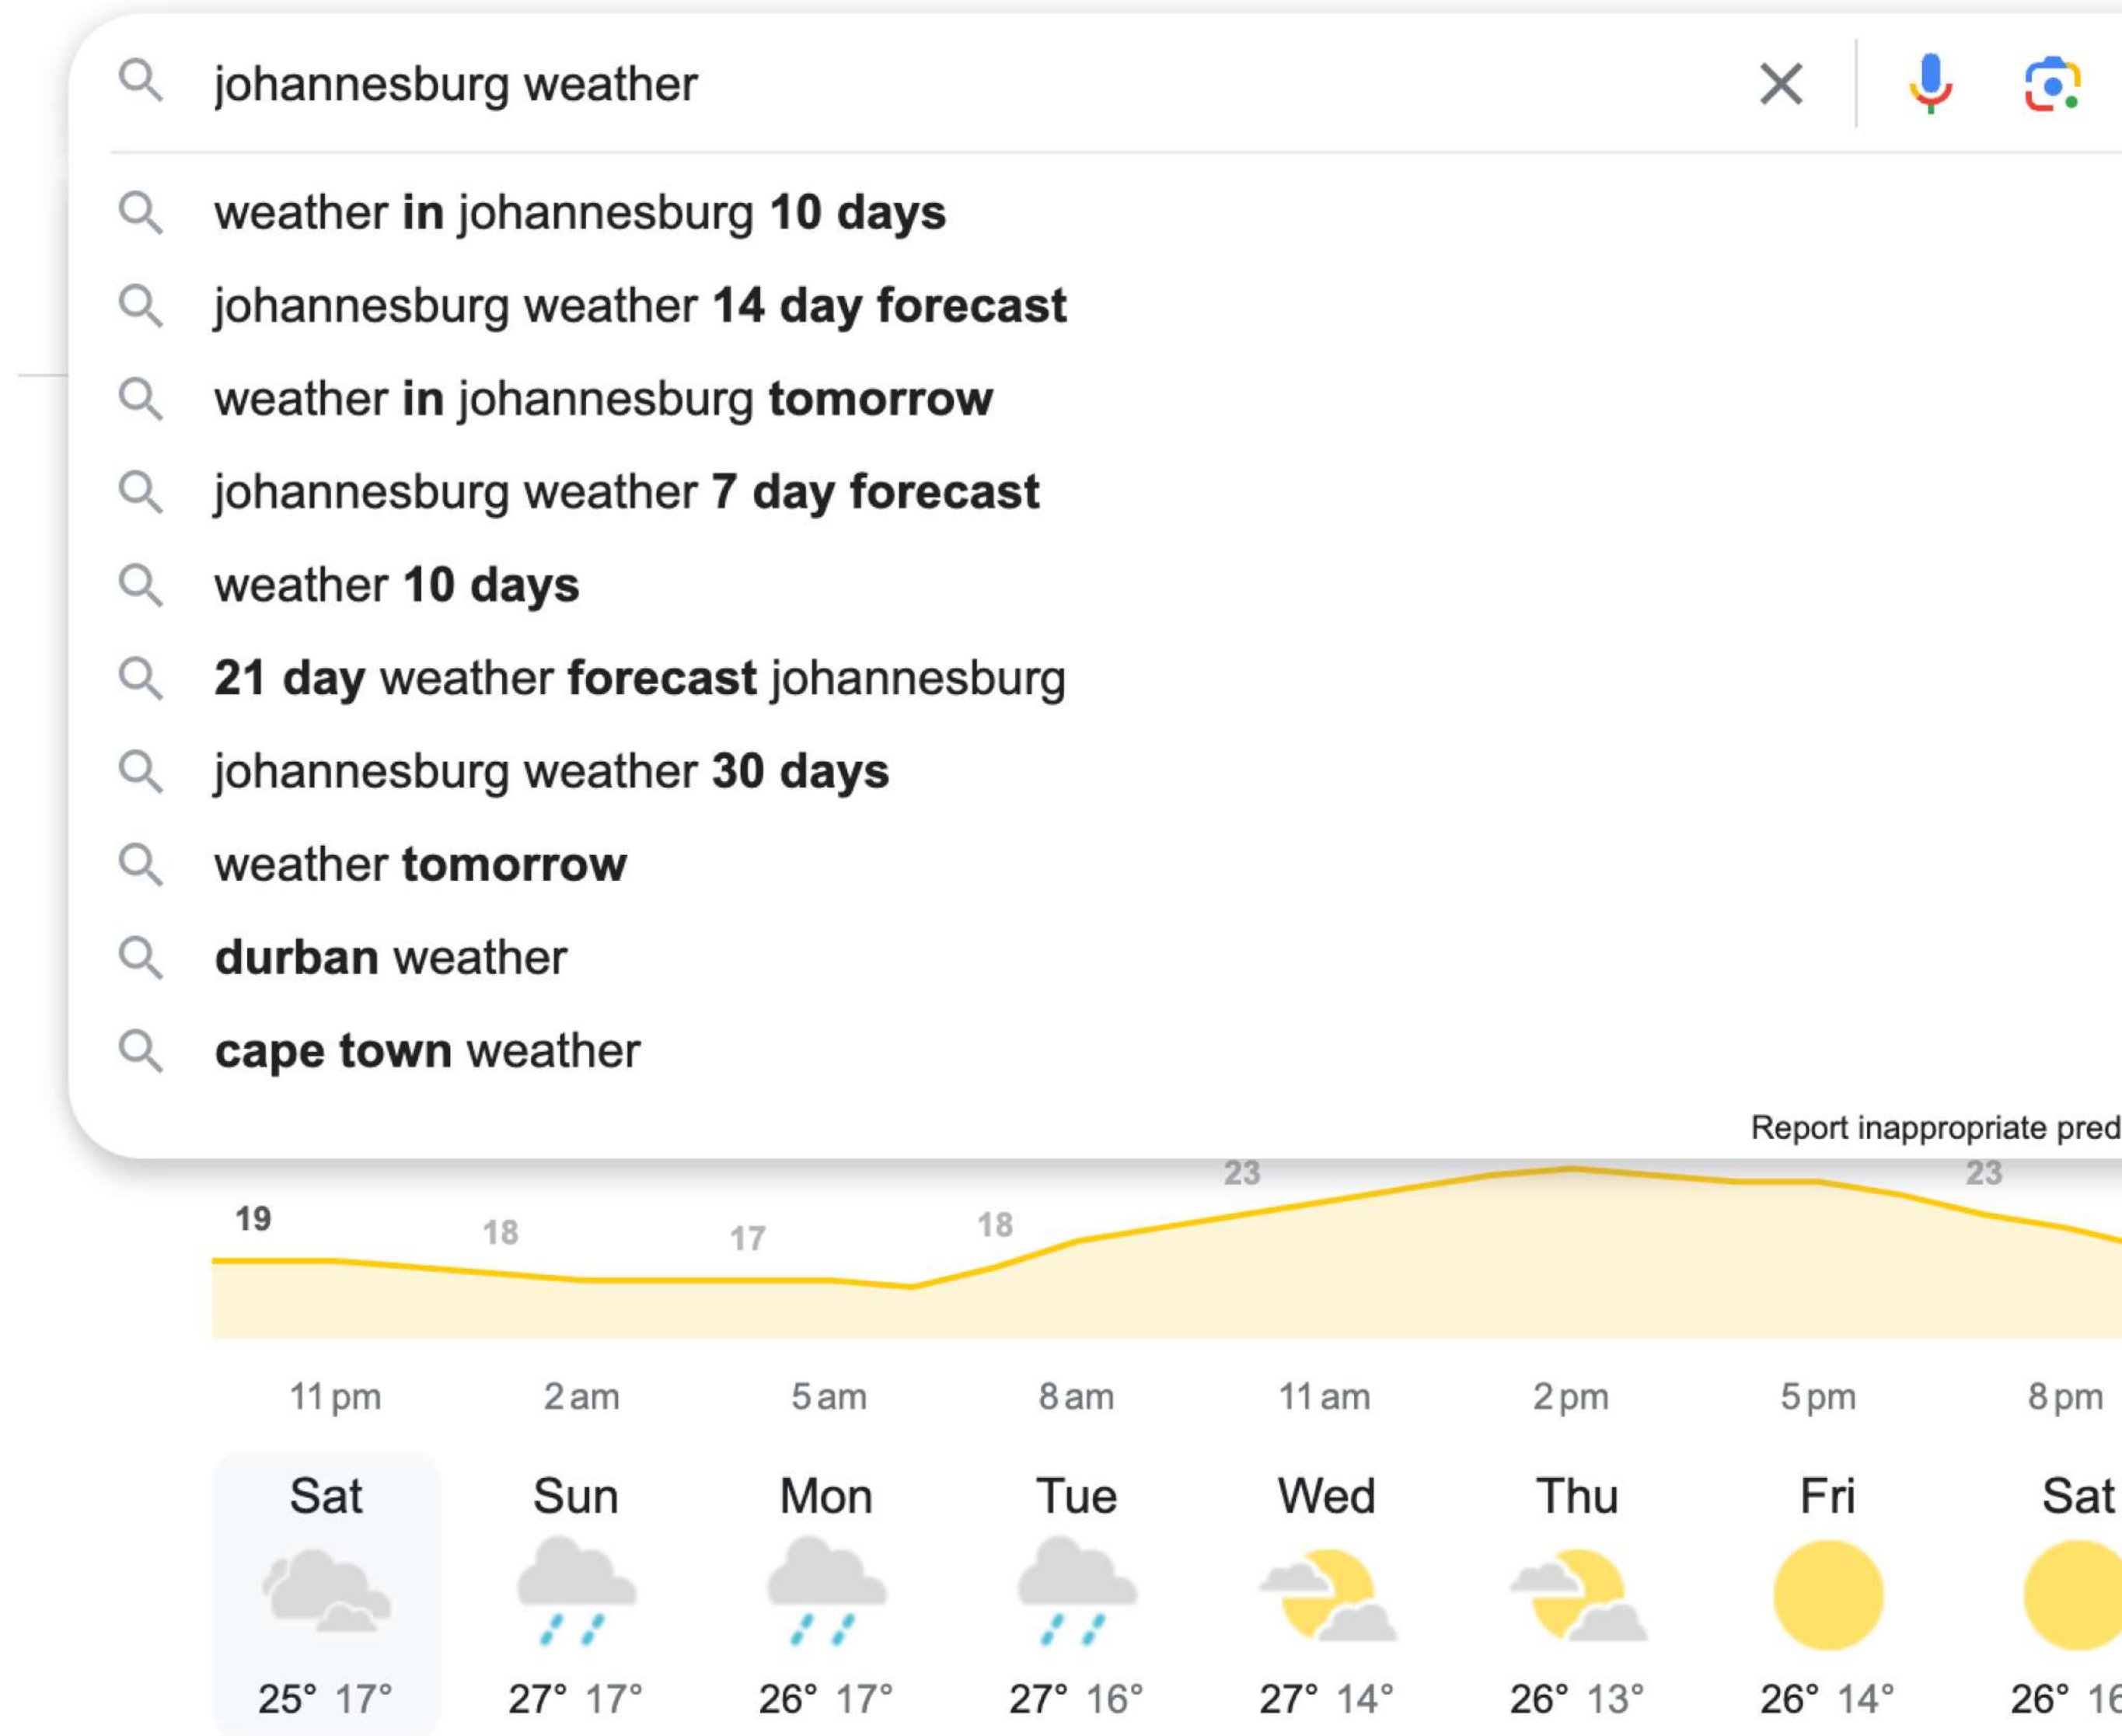 johannesburg weather
weather in johannesburg 10 days
johannesburg weather 14 day forecast
weather in johannesburg tomorrow
johannesburg weather 7 day forecast
weather 10 days
21 day weather forecast johannesburg
johannesburg weather 30 days
weather tomorrow
durban weather
cape town weather
Report inappropriate pred
19 18 17 18 23 23
11 pm 2 am 5 am 8 am 11 am 2 pm 5 pm 8 pm
Sat Sun Mon Tue Wed Thu Fri Sat
25° 17° 27° 17° 26° 17° 27° 16° 27° 14° 26° 13° 26° 14° 26° 16